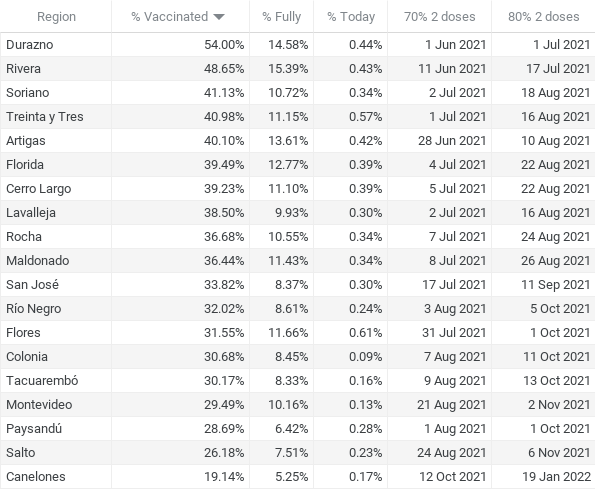 Region % Vaccinated % Fully % Today 70% 2 doses 80% 2 doses
Durazno 54.00% 14.58% 0.44% 1 Jun 2021 1 Jul 2021
Rivera 48.65% 15.39% 0.43% 11 Jun 2021 17 Jul 2021
Soriano 41.13% 10.72% 0.34% 2 Jul 2021 18 Aug 2021
Treinta y Tres 40.98% 11.15% 0.57% 1 Jul 2021 16 Aug 2021
Artigas 40.10% 13.61% 0.42% 28 Jun 2021 10 Aug 2021
Florida 39.49% 12.77% 0.39% 4 Jul 2021 22 Aug 2021
Cerro Largo 39.23% 11.10% 0.39% 5 Jul 2021 22 Aug 2021
Lavalleja 38.50% 9.93% 0.30% 2 Jul 2021 16 Aug 2021
Rocha 36.68% 10.55% 0.34% 7 Jul 2021 24 Aug 2021
Maldonado 36.44% 11.43% 0.34% 8 Jul 2021 26 Aug 2021
San José 33.82% 8.37% 0.30% 17 Jul 2021 11 Sep 2021
Río Negro 32.02% 8.61% 0.24% 3 Aug 2021 5 Oct 2021
Flores 31.55% 11.66% 0.61% 31 Jul 2021 1 Oct 2021
Colonia 30.68% 8.45% 0.09% 7 Aug 2021 11 Oct 2021
Tacuarembó 30.17% 8.33% 0.16% 9 Aug 2021 13 Oct 2021
Montevideo 29.49% 10.16% 0.13% 21 Aug 2021 2 Nov 2021
Paysandú 28.69% 6.42% 0.28% 1 Aug 2021 1 Oct 2021
Salto 26.18% 7.51% 0.23% 24 Aug 2021 6 Nov 2021
Canelones 19.14% 5.25% 0.17% 12 Oct 2021 19 Jan 2022